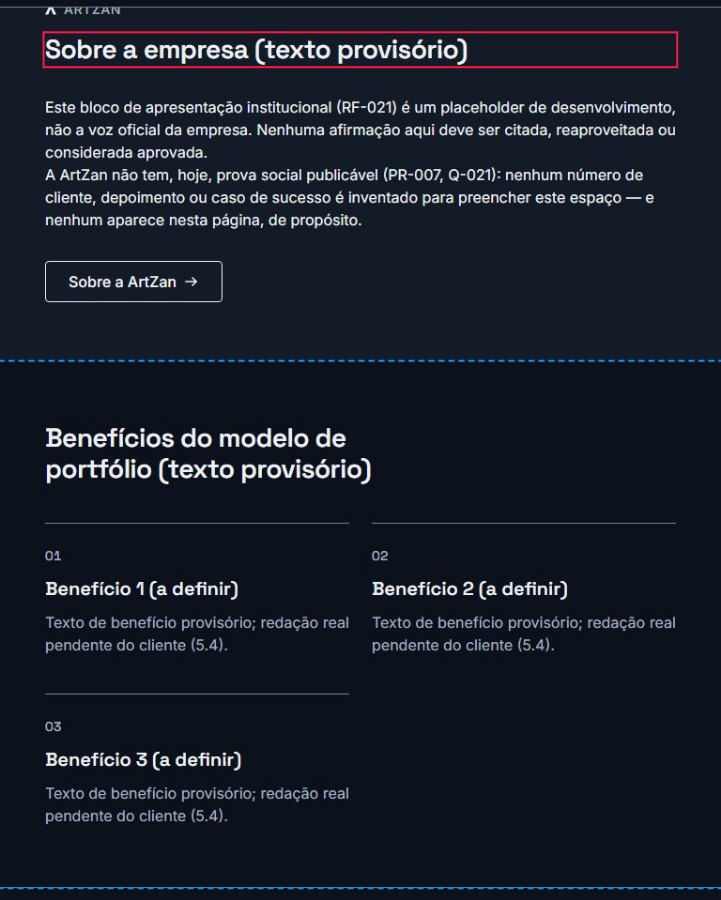 ARTZAN
Sobre a empresa (texto provisório)
Este bloco de apresentação institucional (RF-021) é um placeholder de desenvolvimento,
não a voz oficial da empresa. Nenhuma afirmação aqui deve ser citada, reaproveitada ou
considerada aprovada.
A ArtZan não tem, hoje, prova social publicável (PR-007, Q-021): nenhum número de
cliente, depoimento ou caso de sucesso é inventado para preencher este espaço — e
nenhum aparece nesta página, de propósito.
Sobre a ArtZan →
Benefícios do modelo de
portfólio (texto provisório)
01
02
Benefício 1 (a definir)
Benefício 2 (a definir)
Texto de benefício provisório; redação real
pendente do cliente (5.4).
Texto de benefício provisório; redação real
pendente do cliente (5.4).
03
Benefício 3 (a definir)
Texto de benefício provisório; redação real
pendente do cliente (5.4).